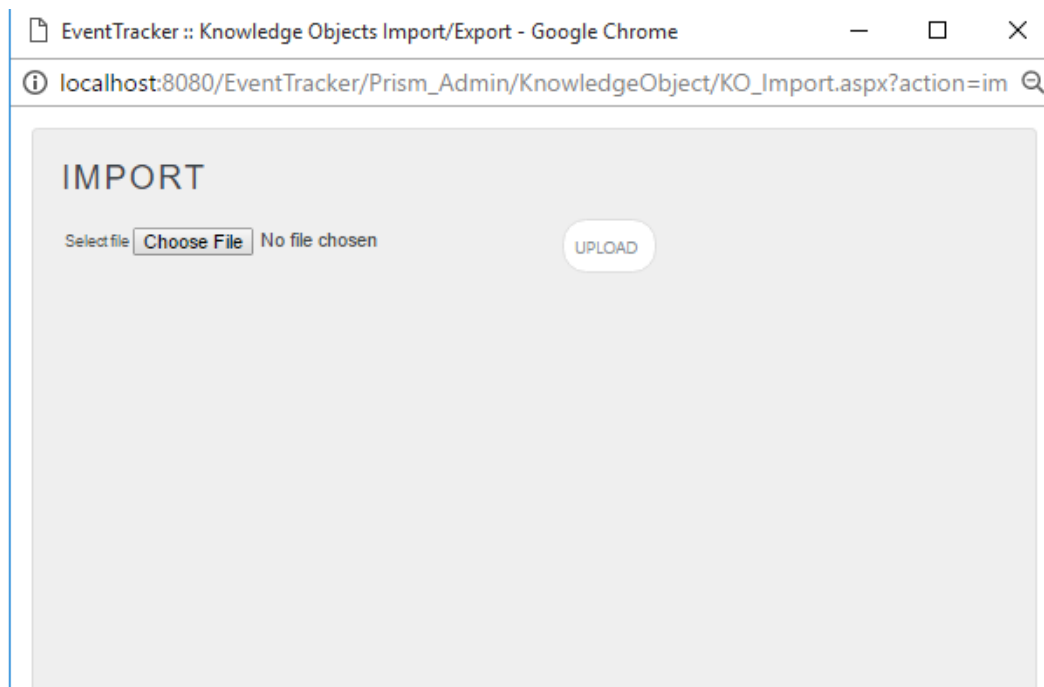 EventTracker :: Knowledge Objects Import/Export - Google Chrome
localhost:8080/EventTracker/Prism_Admin/KnowledgeObject/KO_Import.aspx?action=im
IMPORT
Select file Choose File No file chosen UPLOAD